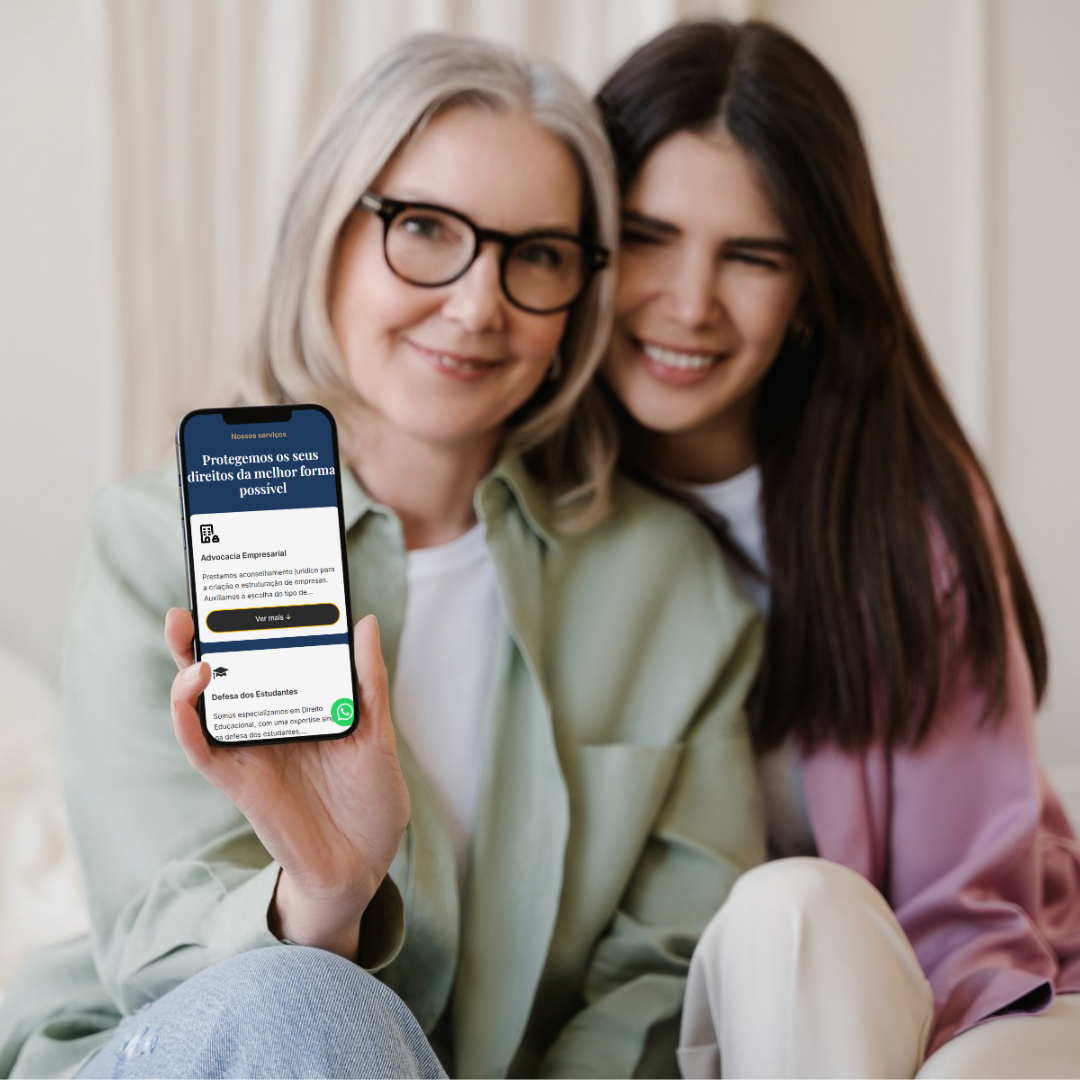 Nossos serviços
Protegemos os seus
direitos da melhor forma
possível
Advocacia Empresarial
Prestamos aconselhamento jurídico para
a criação e estruturação de empresas.
Auxiliamos a escolha do tipo de...
Ver mais ↓
Defesa dos Estudantes
Somos especializamos em Direito
Educacional, com uma expertise
na defesa dos estudantes,...